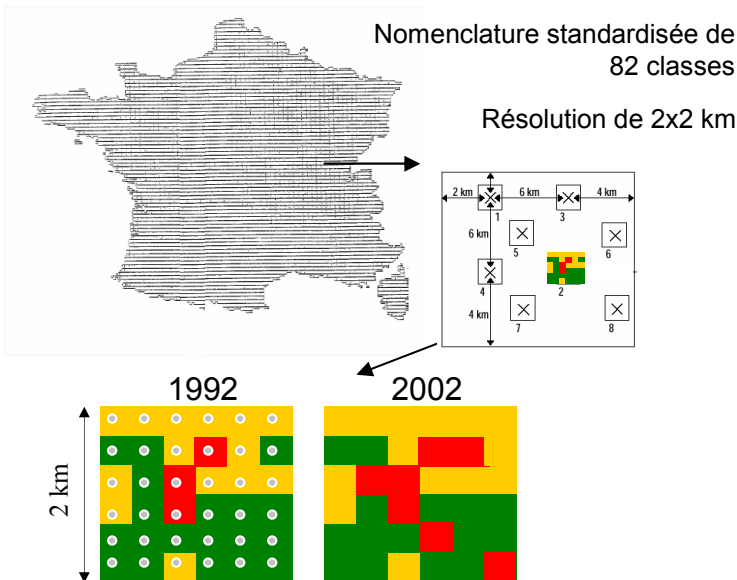 Nomenclature standardisée de
82 classes
Résolution de 2x2 km
2 km
6 km
4 km
1
3
6 km
5
6
4
2
4 km
7
8
1992
2002
2 km